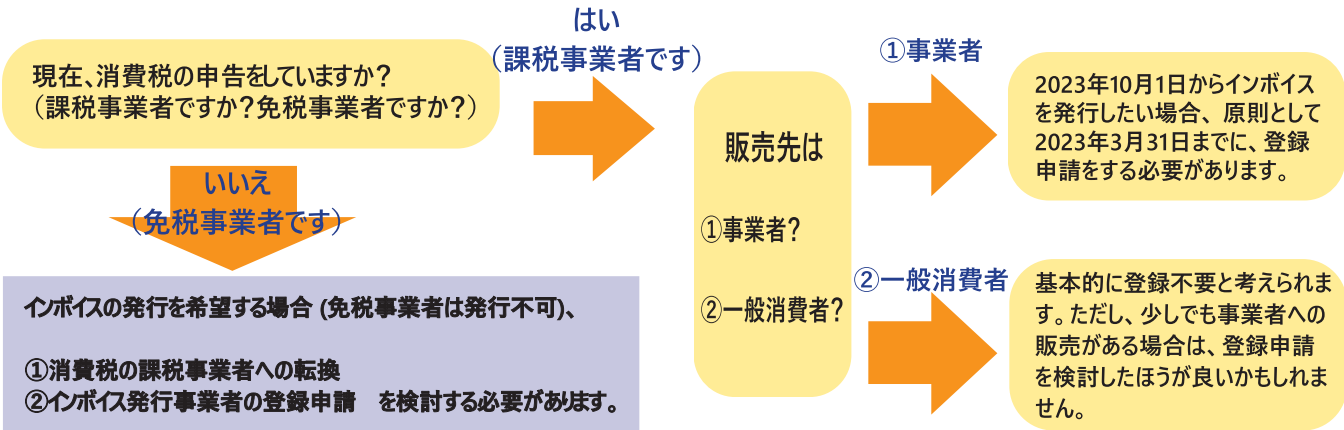 現在、消費税の申告をしていますか?
（課税事業者ですか?免税事業者ですか?）
はい
（課税事業者です）
いいえ
（免税事業者です）
インボイスの発行を希望する場合 (免税事業者は発行不可)、
①消費税の課税事業者への転換
②インボイス発行事業者の登録申請　を検討する必要があります。
販売先は
①事業者?
②一般消費者?
①事業者
2023年10月1日からインボイス
を発行したい場合、原則として
2023年3月31日までに、登録
申請をする必要があります。
②一般消費者
基本的に登録不要と考えられま
す。ただし、少しでも事業者への
販売がある場合は、登録申請
を検討したほうが良いかもしれま
せん。